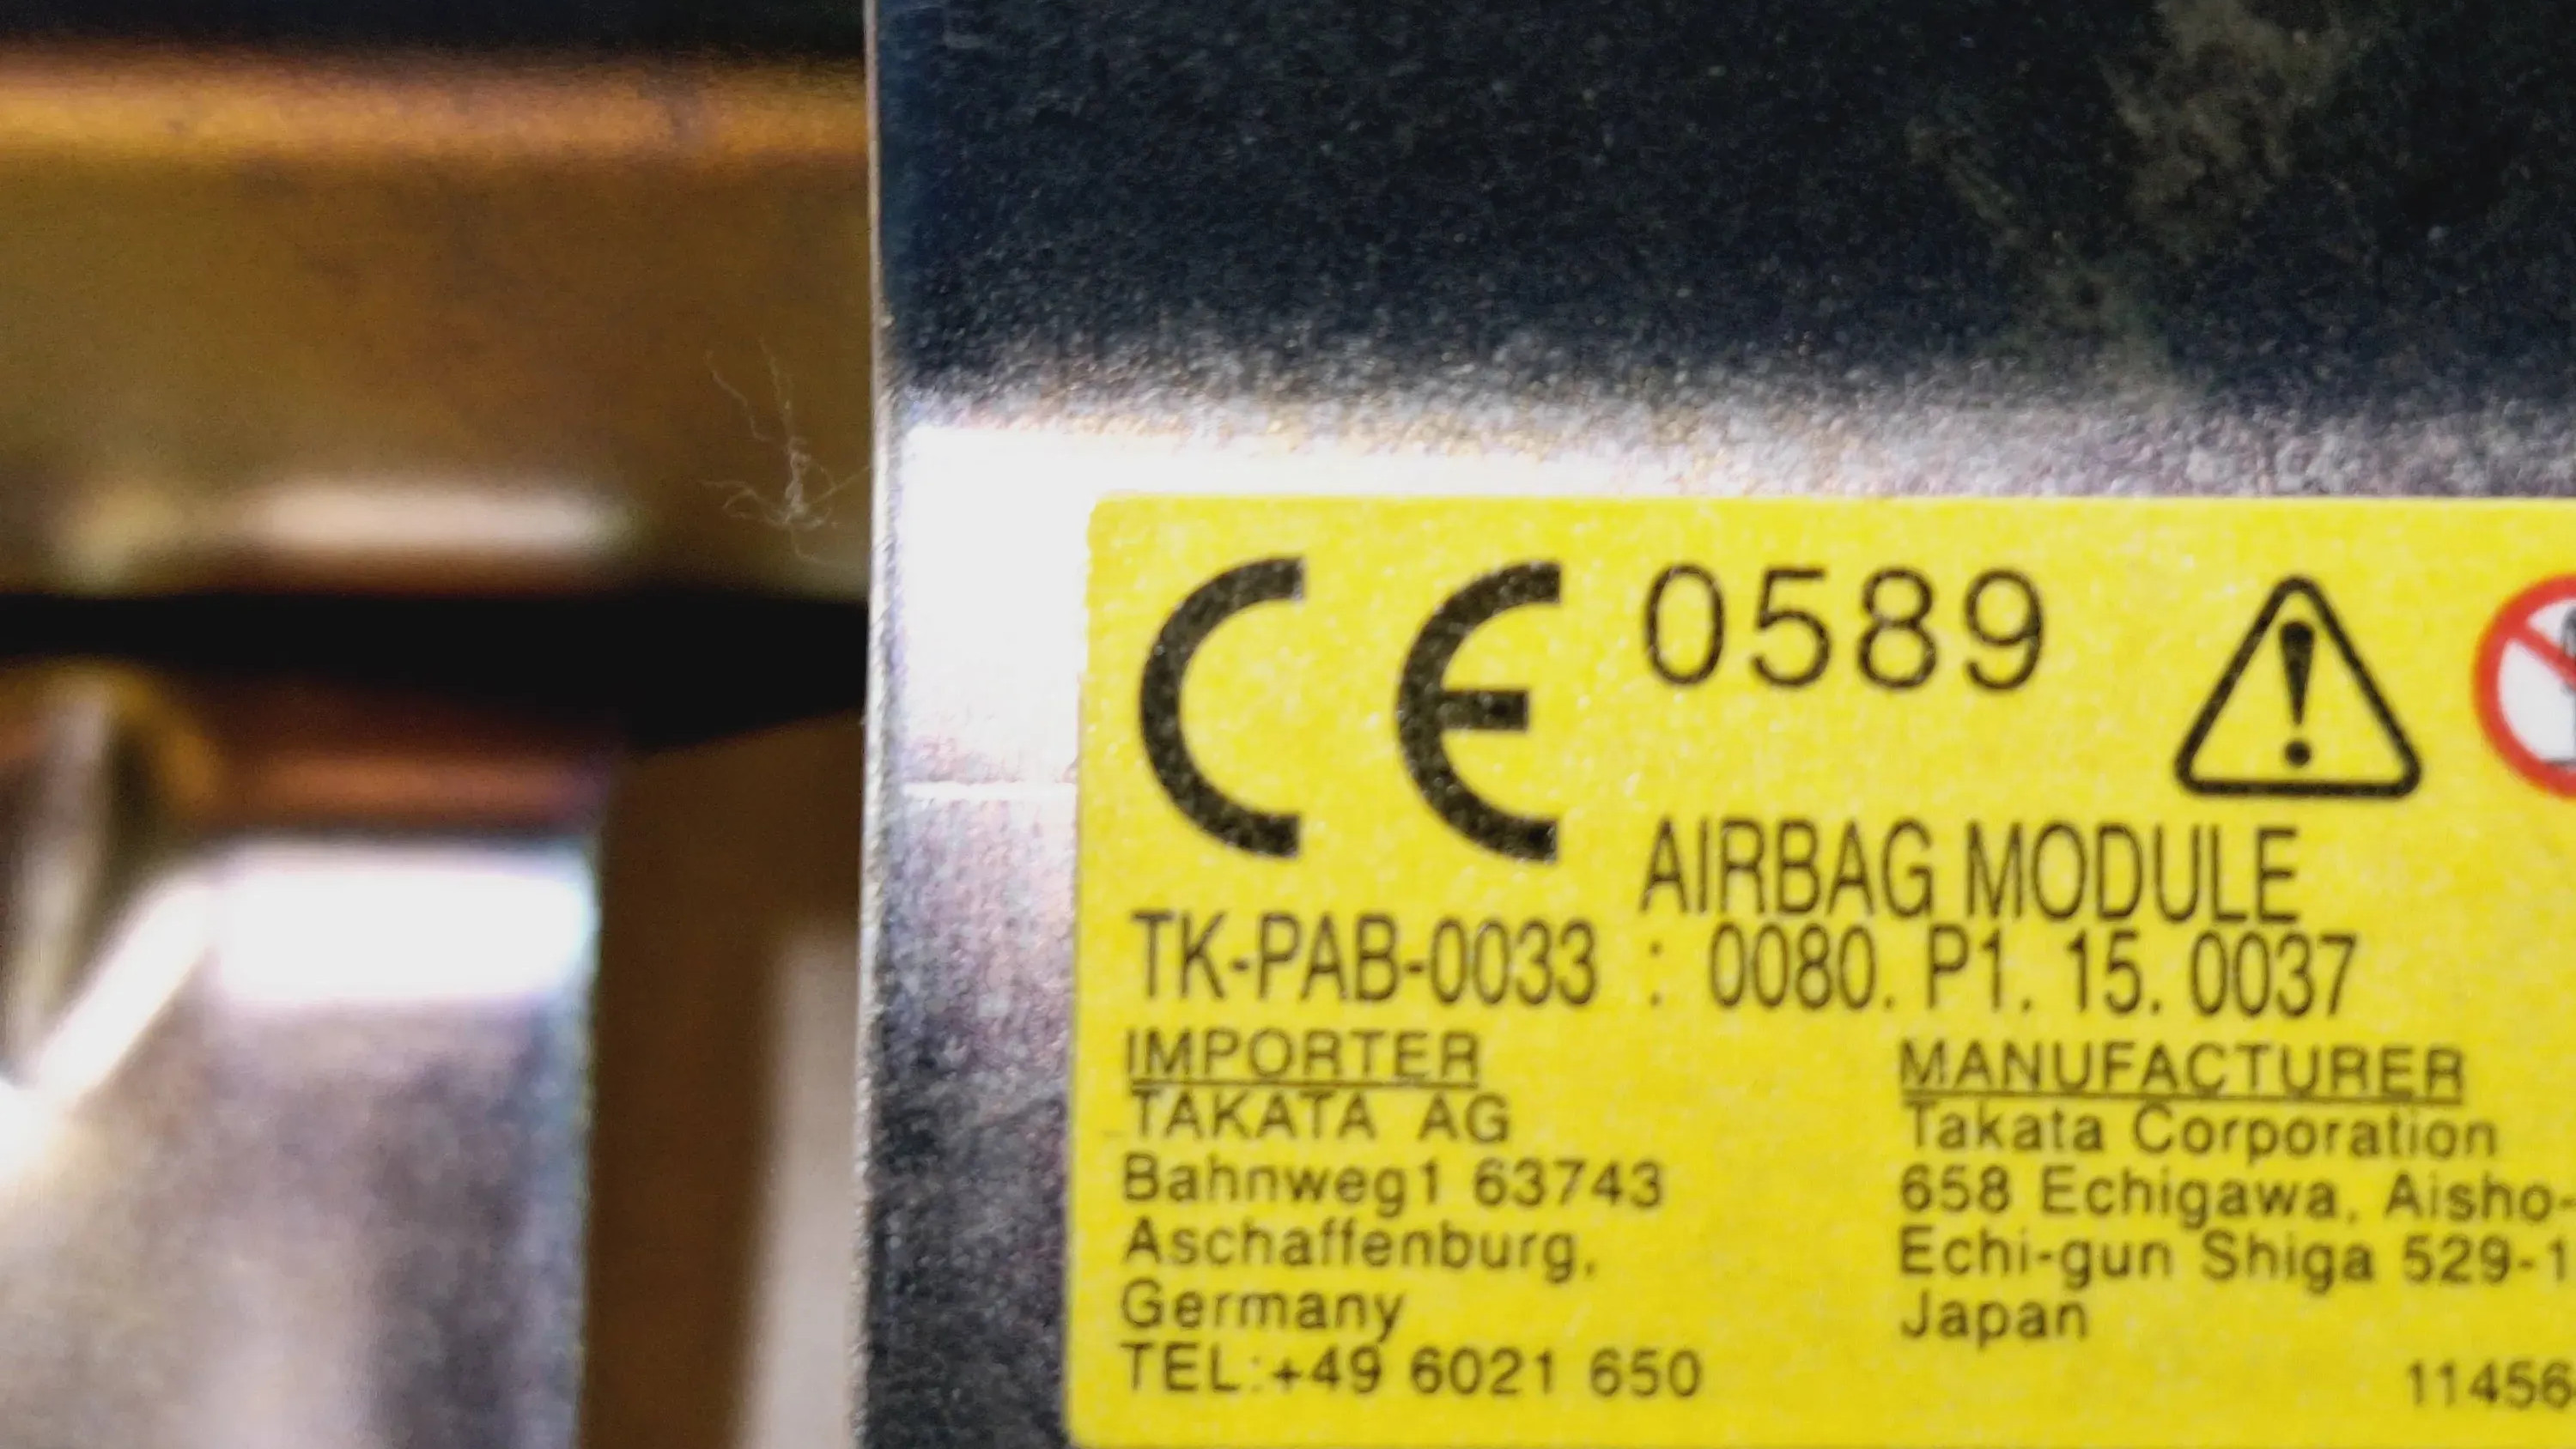 CE 0589
AIRBAG MODULE
TK-PAB-0033 : 0080. P1. 15. 0037
IMPORTER
TAKATA AG
Bahnweg1 63743
Aschaffenburg,
Germany
TEL:+49 6021 650
MANUFACTURER
Takata Corporation
658 Echigawa, Aisho-
Echi-gun Shiga 529-1
Japan
11456